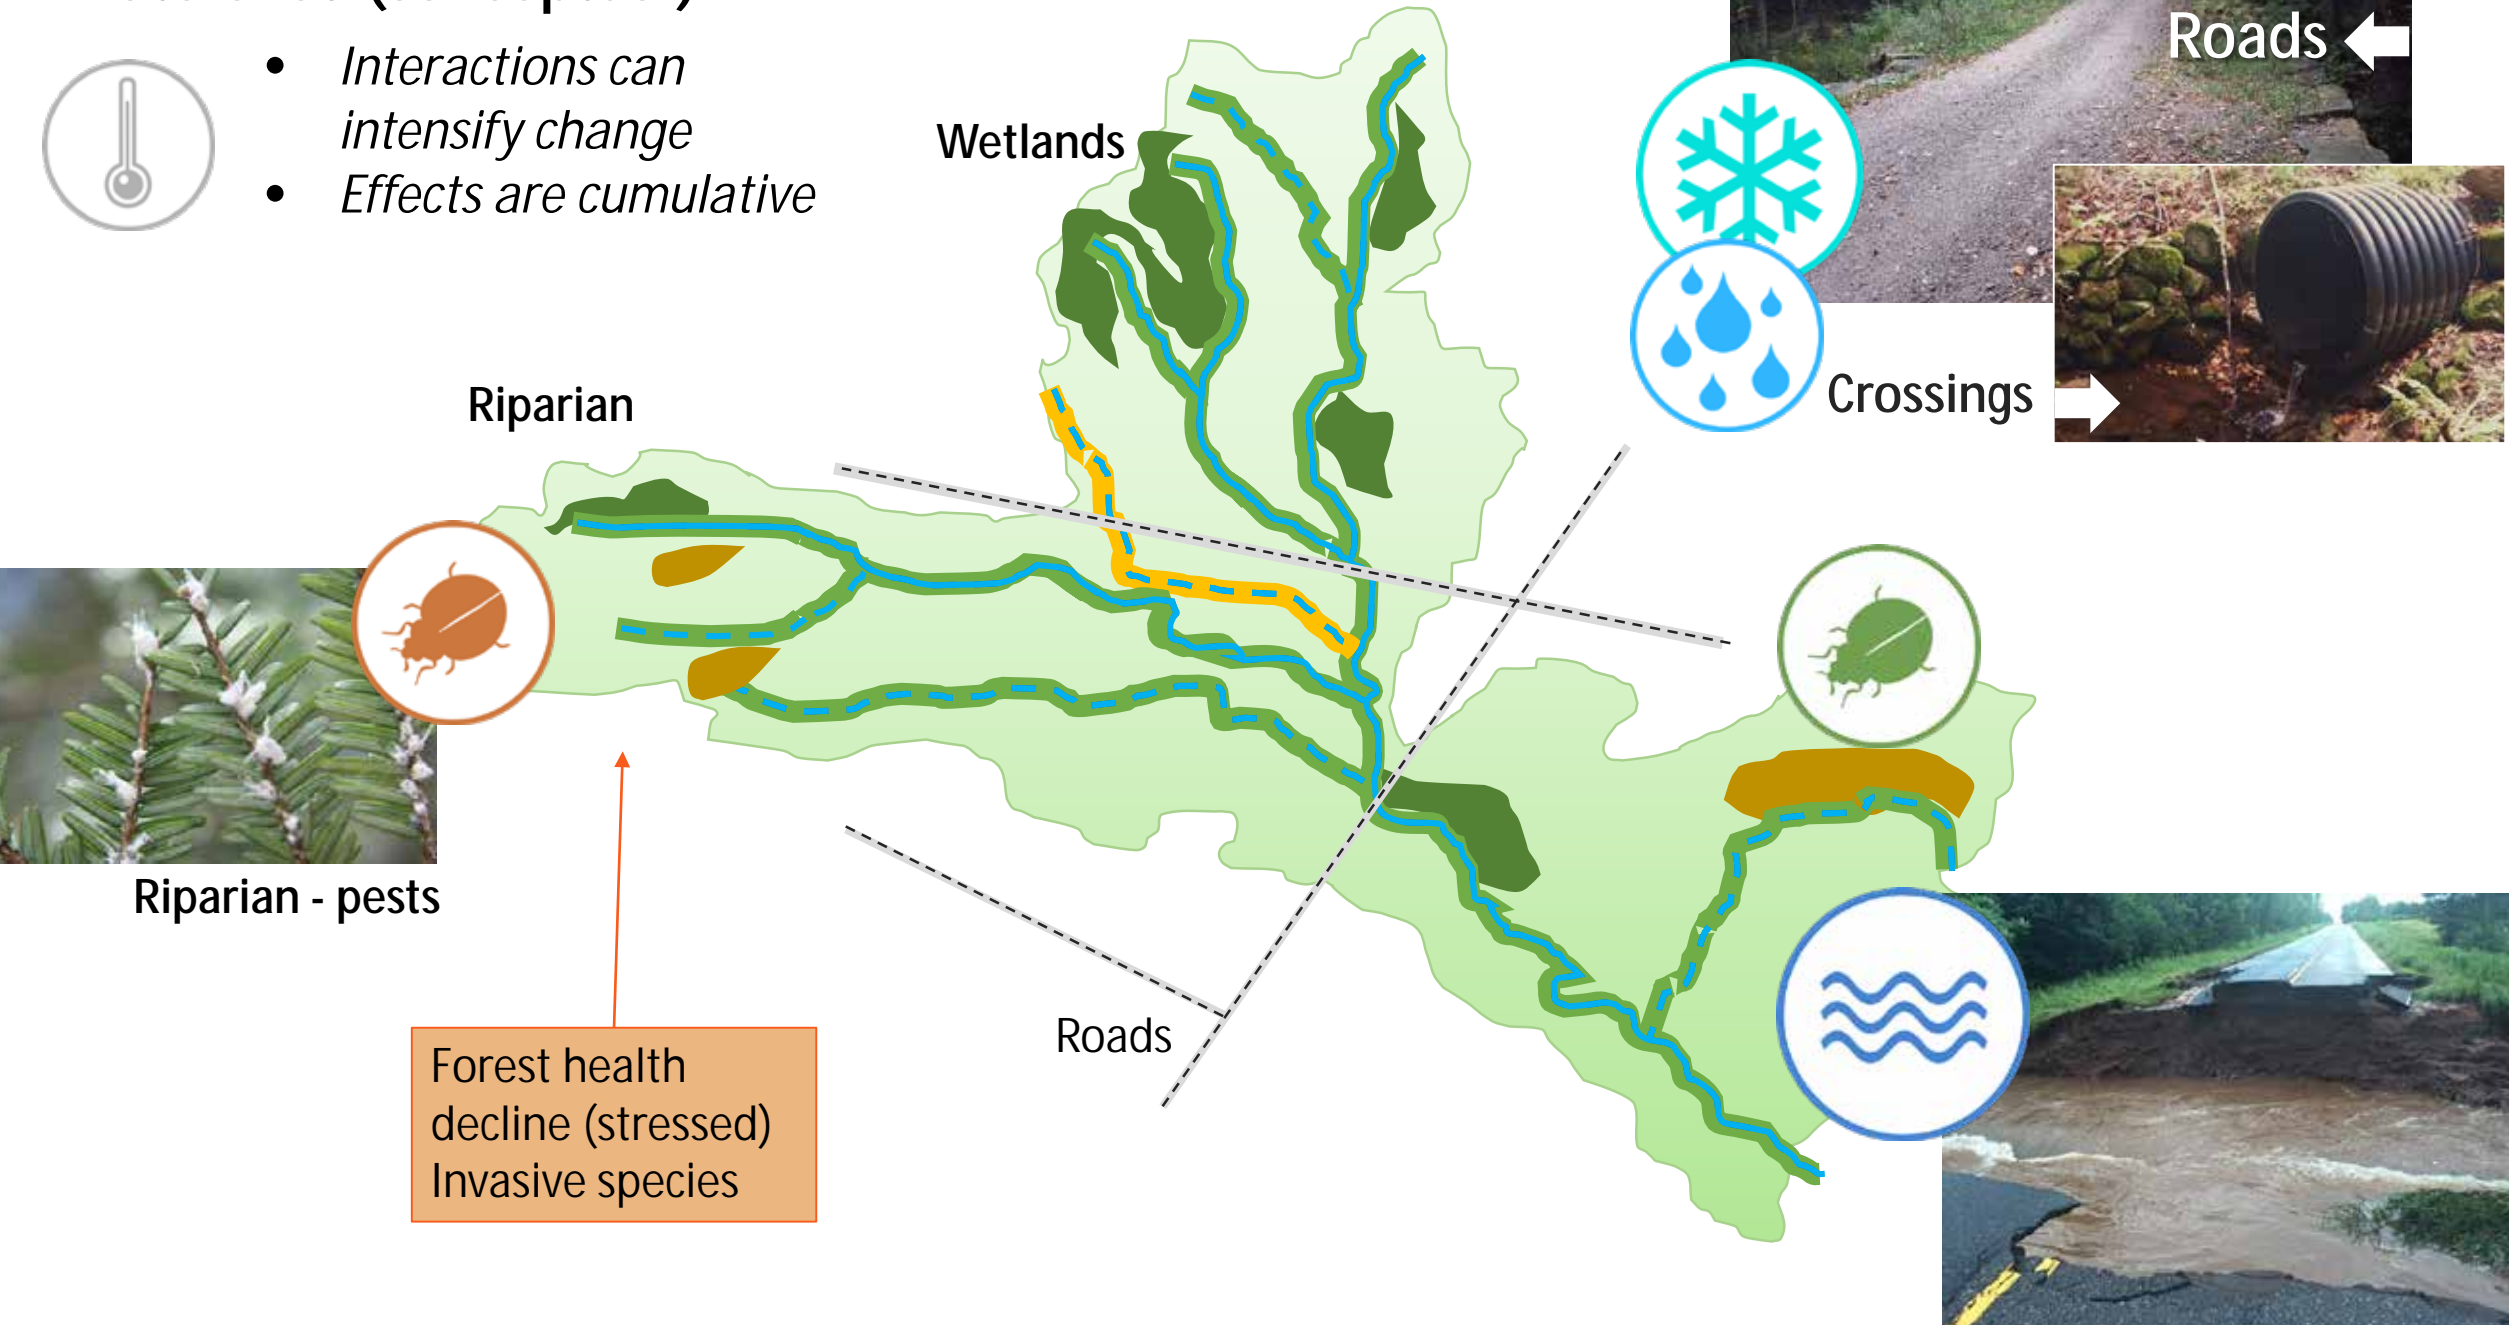 Interactions can
intensify change
Effects are cumulative
Wetlands
Roads
Crossings
Riparian
Riparian - pests
Forest health
decline (stressed)
Invasive species
Roads